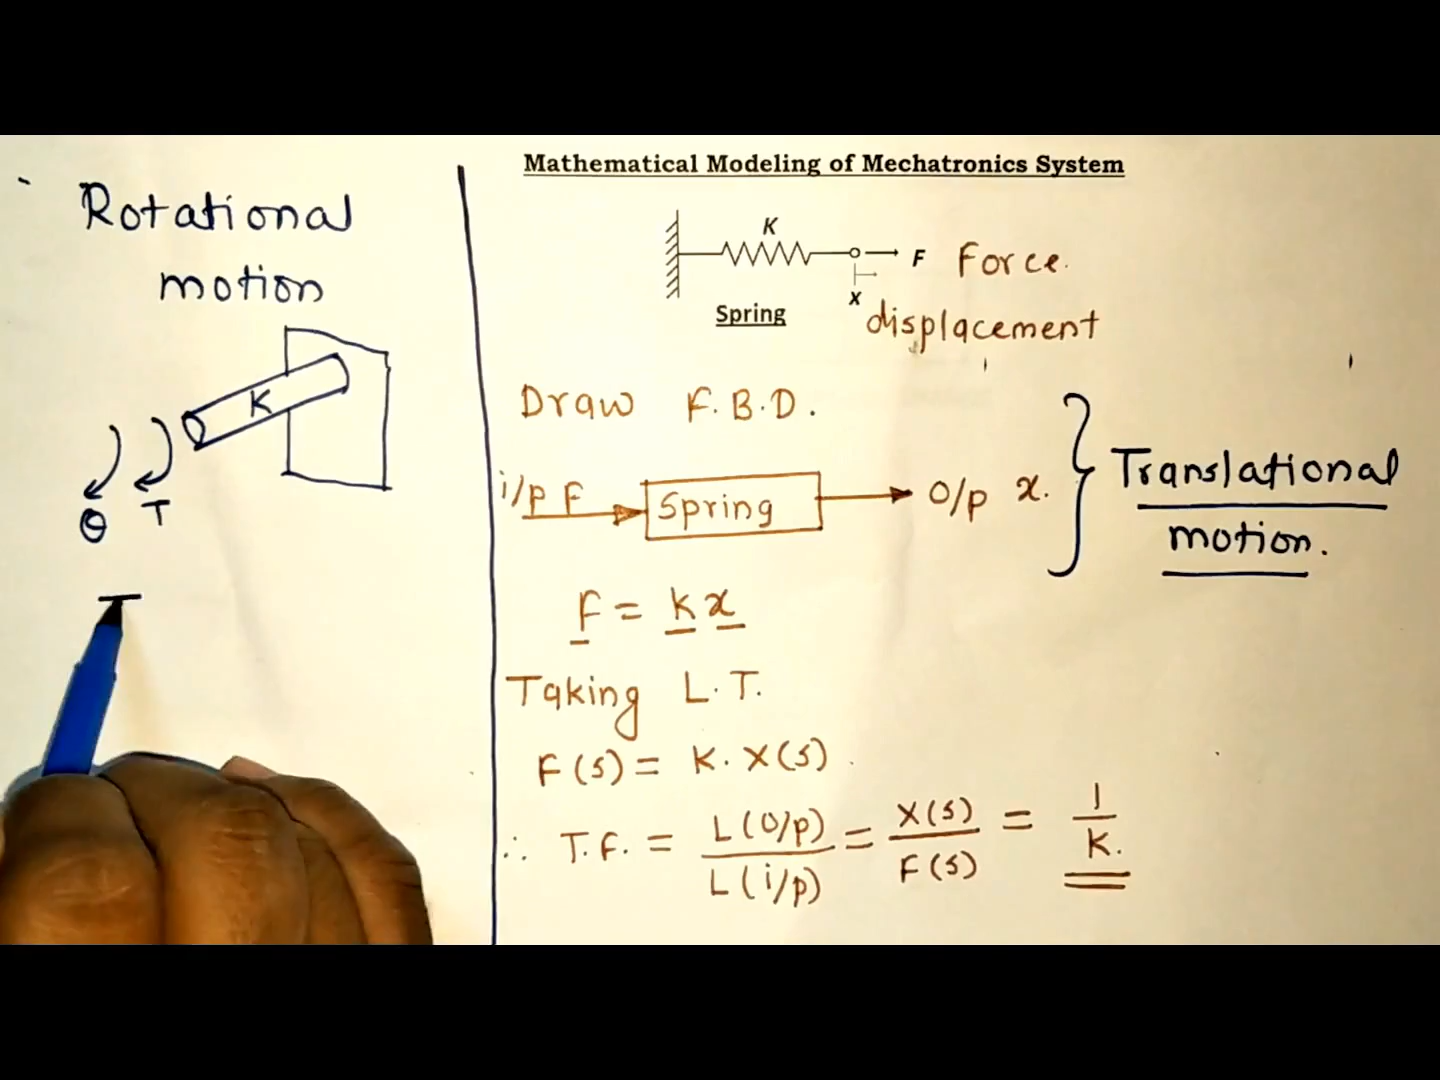 Mathematical Modeling of Mechatronics System
Rotational
motion
K
θ T
T
K
F Force.
x
Spring
displacement
Draw F.B.D.
i/p F Spring O/p x.
Translational
motion.
F = kx
Taking L.T.
F(s) = K. X(s)
∴ T.F. = L(O/p) / L(i/p) = X(s) / F(s) = 1 / K.